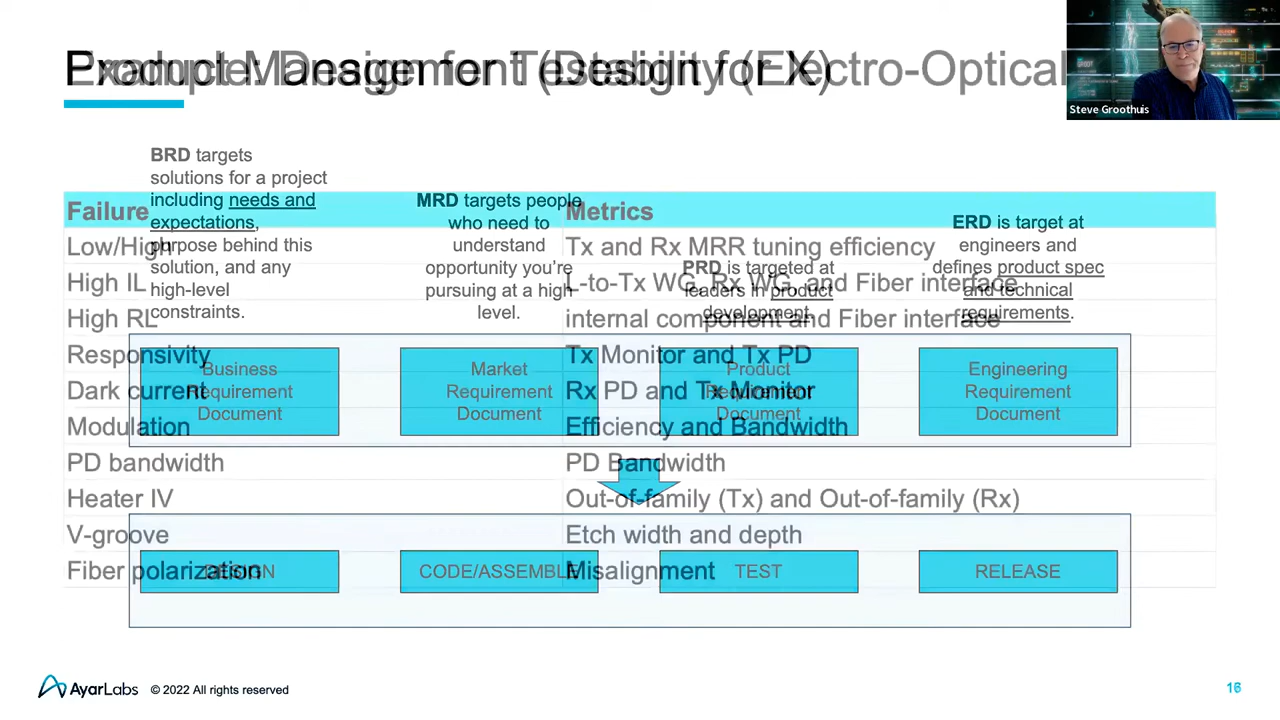 Product Management (Design for X)
Example: Design for Testability (Electro-Optical
Steve Groothuis
BRD targets
solutions for a project
including needs and
expectations,
purpose behind this
solution, and any
high-level
constraints.
MRD targets people
who need to
understand
opportunity you're
pursuing at a high
level.
PRD is targeted at
leaders in product
development.
ERD is target at
engineers and
defines product spec
and technical
requirements.
Business
Requirement
Document
Market
Requirement
Document
Product
Requirement
Document
Engineering
Requirement
Document
DESIGN
CODE/ASSEMBLE
TEST
RELEASE
Failure Metrics
Low/High Tx and Rx MRR tuning efficiency
High IL L-to-Tx WG, Rx WG, and Fiber interface
High RL internal component and Fiber interface
Responsivity Tx Monitor and Tx PD
Dark current Rx PD and Tx Monitor
Modulation Efficiency and Bandwidth
PD bandwidth PD Bandwidth
Heater IV Out-of-family (Tx) and Out-of-family (Rx)
V-groove Etch width and depth
Fiber polarization Misalignment
AyarLabs © 2022 All rights reserved